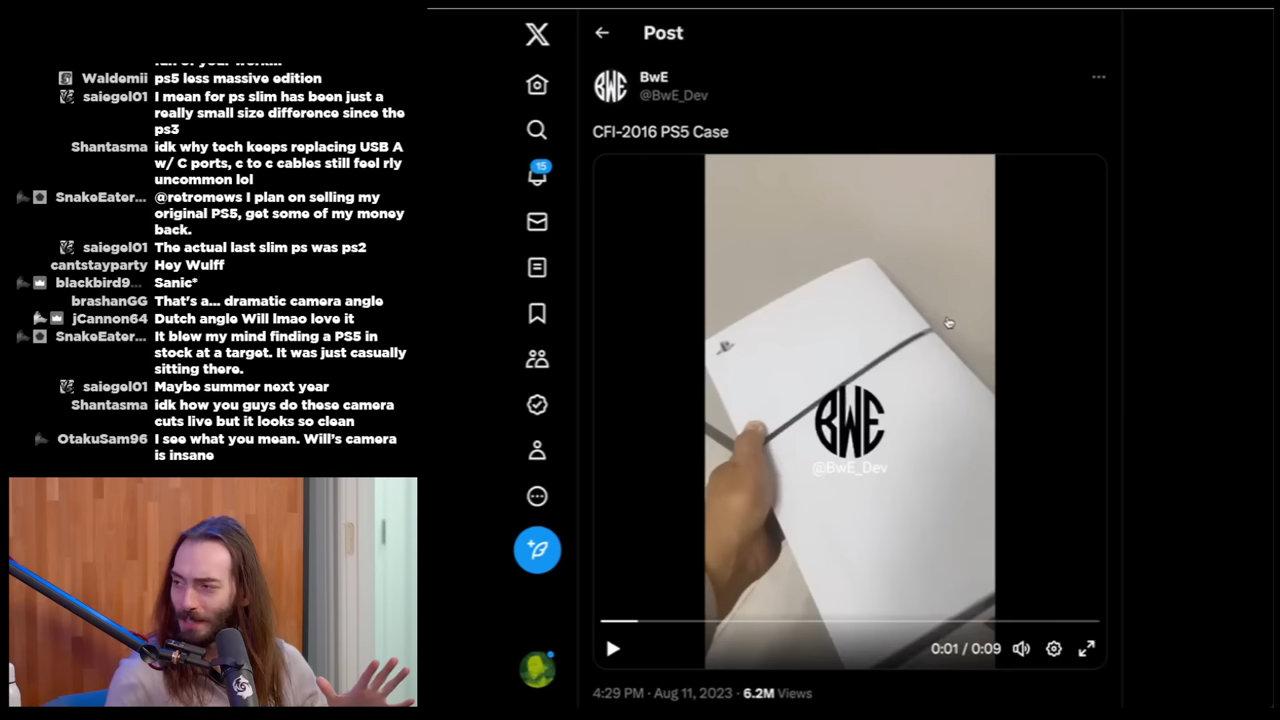 Waldemii ps5 less massive edition
saiegel01 I mean for ps slim has been just a
really small size difference since the
ps3
Shantasma idk why tech keeps replacing USB A
w/ C ports, c to c cables still feel rly
uncommon lol
SnakeEater... @retromews I plan on selling my
original PS5, get some of my money
back.
saiegel01 The actual last slim ps was ps2
cantstayparty Hey Wulff
blackbird9... Sanic*
brashanGG That's a... dramatic camera angle
jCannon64 Dutch angle Will lmao love it
SnakeEater... It blew my mind finding a PS5 in
stock at a target. It was just casually
sitting there.
saiegel01 Maybe summer next year
Shantasma idk how you guys do these camera
cuts live but it looks so clean
OtakuSam96 I see what you mean. Will's camera
is insane
Post
BwE
@BwE_Dev
CFI-2016 PS5 Case
15
BWE
@BwE_Dev
0:01 / 0:09
4:29 PM · Aug 11, 2023 · 6.2M Views